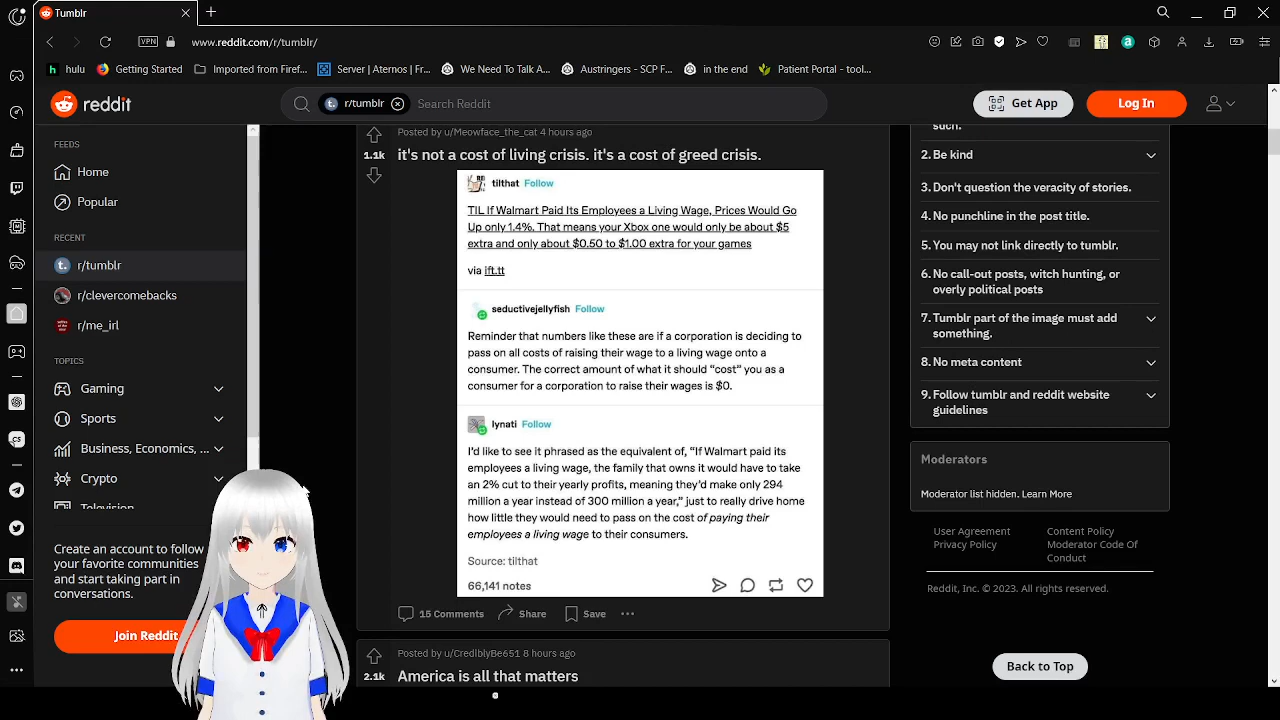 Tumblr
www.reddit.com/r/tumblr/
VPN
hulu
Getting Started
Imported from Firef...
Server | Aternos | Fr...
We Need To Talk A...
Austringers - SCP F...
in the end
Patient Portal - tool...
reddit
r/tumblr
Search Reddit
Get App
Log In
FEEDS
Home
Popular
RECENT
r/tumblr
r/clevercomebacks
r/me_irl
TOPICS
Gaming
Sports
Business, Economics, ...
Crypto
Television
Create an account to follow
your favorite communities
and start taking part in
conversations.
Join Reddit
Posted by u/Meowface_the_cat 4 hours ago
1.1k
it's not a cost of living crisis. it's a cost of greed crisis.
tilthat Follow
TIL If Walmart Paid Its Employees a Living Wage, Prices Would Go
Up only 1.4%. That means your Xbox one would only be about $5
extra and only about $0.50 to $1.00 extra for your games
via ift.tt
seductivejellyfish Follow
Reminder that numbers like these are if a corporation is deciding to
pass on all costs of raising their wage to a living wage onto a
consumer. The correct amount of what it should “cost” you as a
consumer for a corporation to raise their wages is $0.
lynati Follow
I’d like to see it phrased as the equivalent of, “If Walmart paid its
employees a living wage, the family that owns it would have to take
an 2% cut to their yearly profits, meaning they’d make only 294
million a year instead of 300 million a year,” just to really drive home
how little they would need to pass on the cost of paying their
employees a living wage to their consumers.
Source: tilthat
66,141 notes
15 Comments
Share
Save
Posted by u/CredlblyBe651 8 hours ago
2.1k
America is all that matters
such.
2. Be kind
3. Don't question the veracity of stories.
4. No punchline in the post title.
5. You may not link directly to tumblr.
6. No call-out posts, witch hunting, or
overly political posts
7. Tumblr part of the image must add
something.
8. No meta content
9. Follow tumblr and reddit website
guidelines
Moderators
Moderator list hidden. Learn More
User Agreement
Privacy Policy
Content Policy
Moderator Code Of
Conduct
Reddit, Inc. © 2023. All rights reserved.
Back to Top